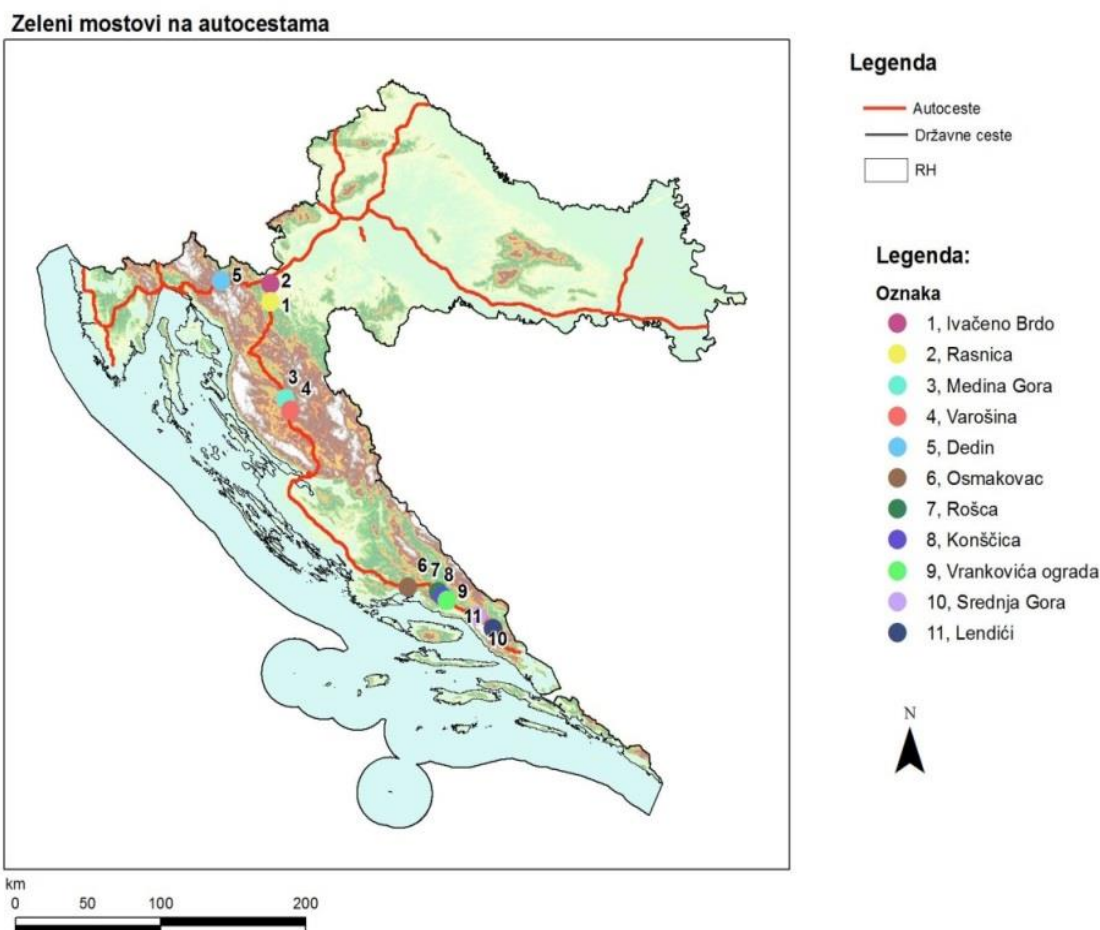 Zeleni mostovi na autocestama
Legenda
Autoceste
Državne ceste
RH
Legenda:
Oznaka
1, Ivačeno Brdo
2, Rasnica
3, Medina Gora
4, Varošina
5, Dedin
6, Osmakovac
7, Rošca
8, Konščica
9, Vrankovića ograda
10, Srednja Gora
11, Lendići
N
5
2
1
3
4
6
7
8
9
11
10
km
0 50 100 200